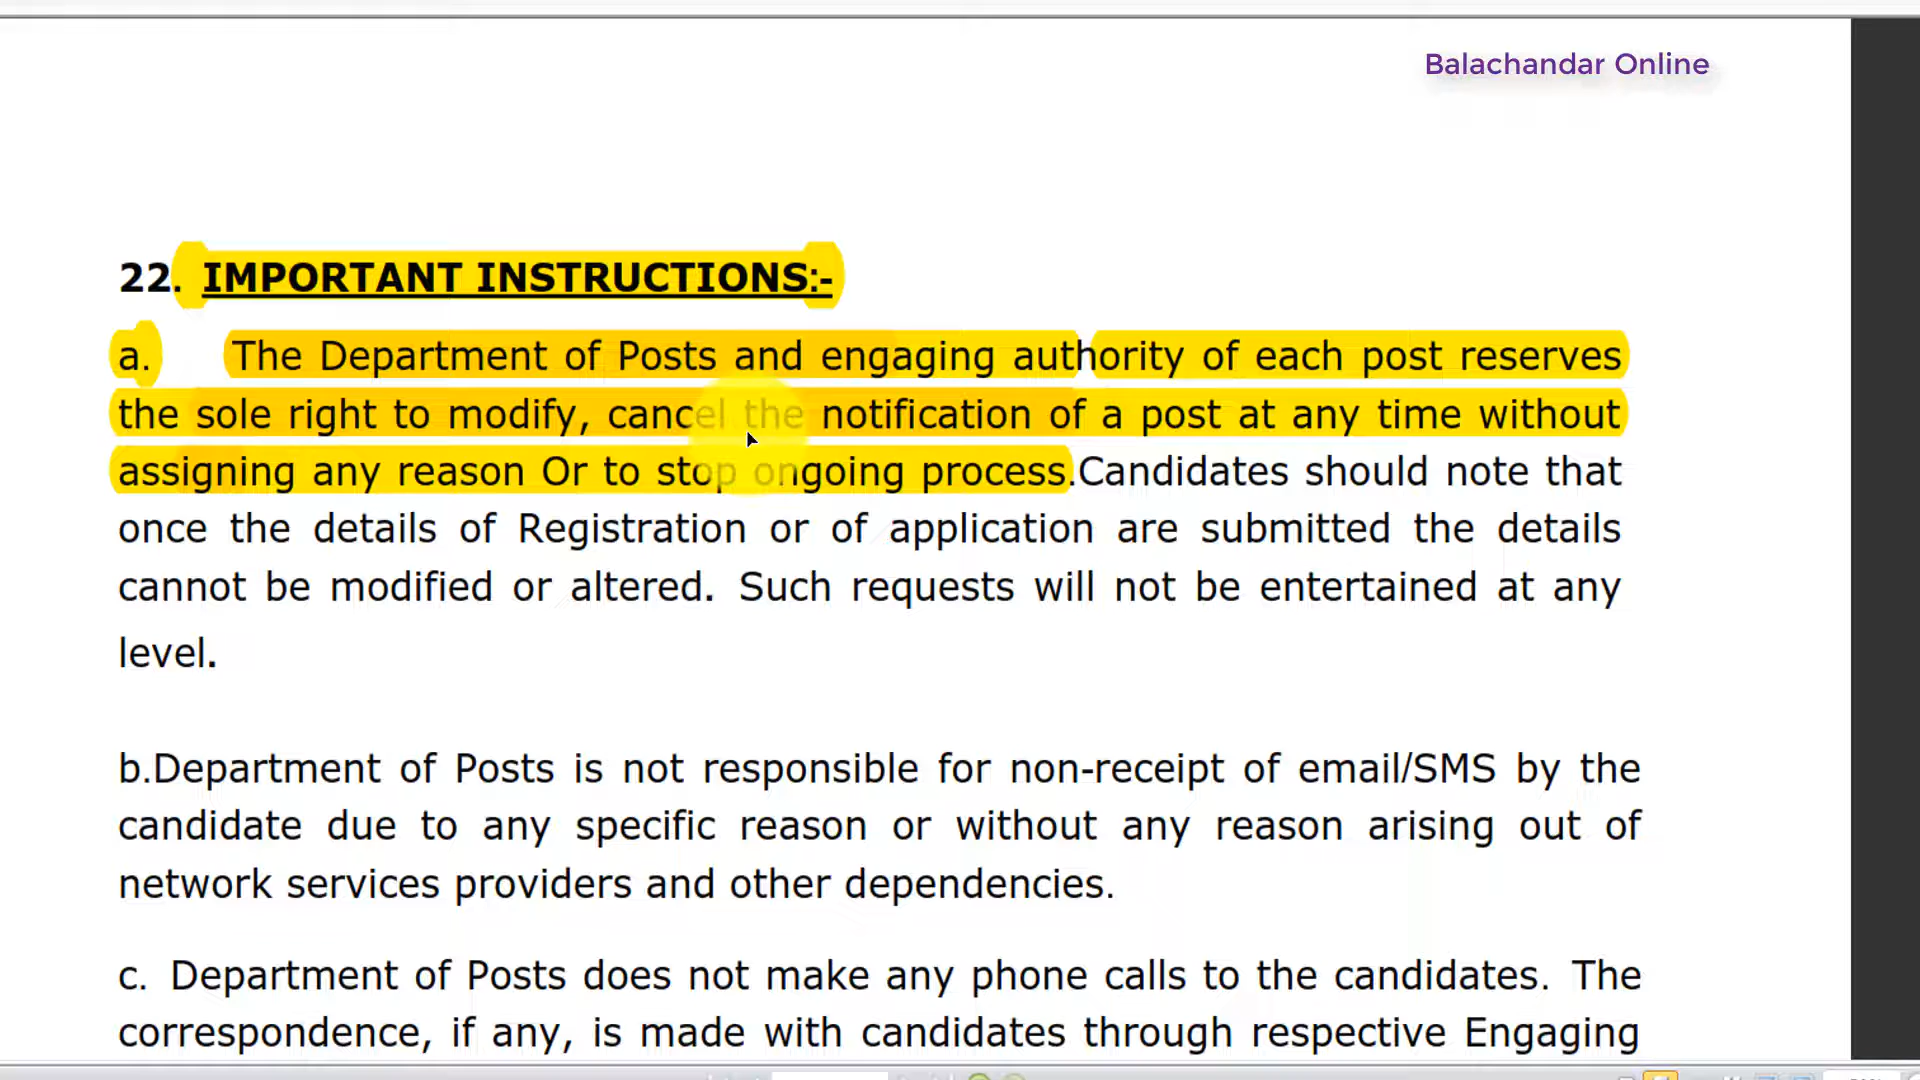 Balachandar Online
22. IMPORTANT INSTRUCTIONS:-
a. The Department of Posts and engaging authority of each post reserves
the sole right to modify, cancel the notification of a post at any time without
assigning any reason Or to stop ongoing process.Candidates should note that
once the details of Registration or of application are submitted the details
cannot be modified or altered. Such requests will not be entertained at any
level.
b.Department of Posts is not responsible for non-receipt of email/SMS by the
candidate due to any specific reason or without any reason arising out of
network services providers and other dependencies.
c. Department of Posts does not make any phone calls to the candidates. The
correspondence, if any, is made with candidates through respective Engaging